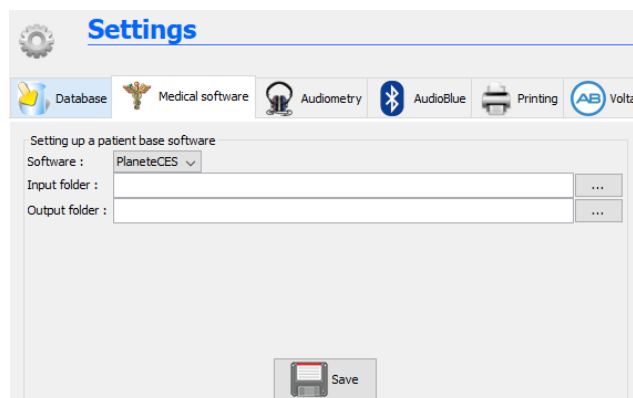 Settings
Database Medical software Audiometry AudioBlue Printing AB Volta
Setting up a patient base software
Software : PlaneteCES
Input folder : ...
Output folder : ...
Save